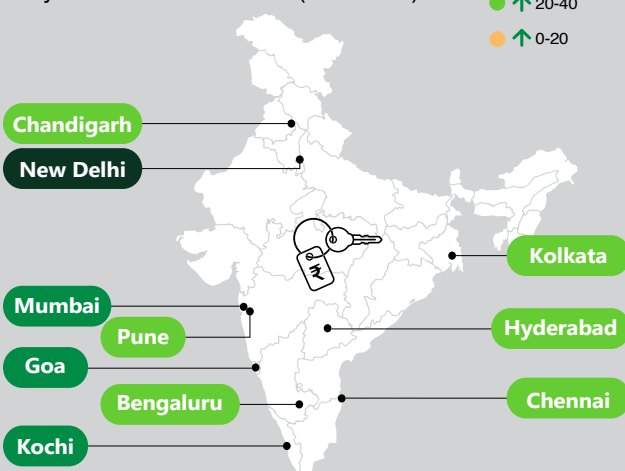 20-40
0-20
Chandigarh
New Delhi
Kolkata
Mumbai
Pune
Hyderabad
Goa
Bengaluru
Chennai
Kochi
₹